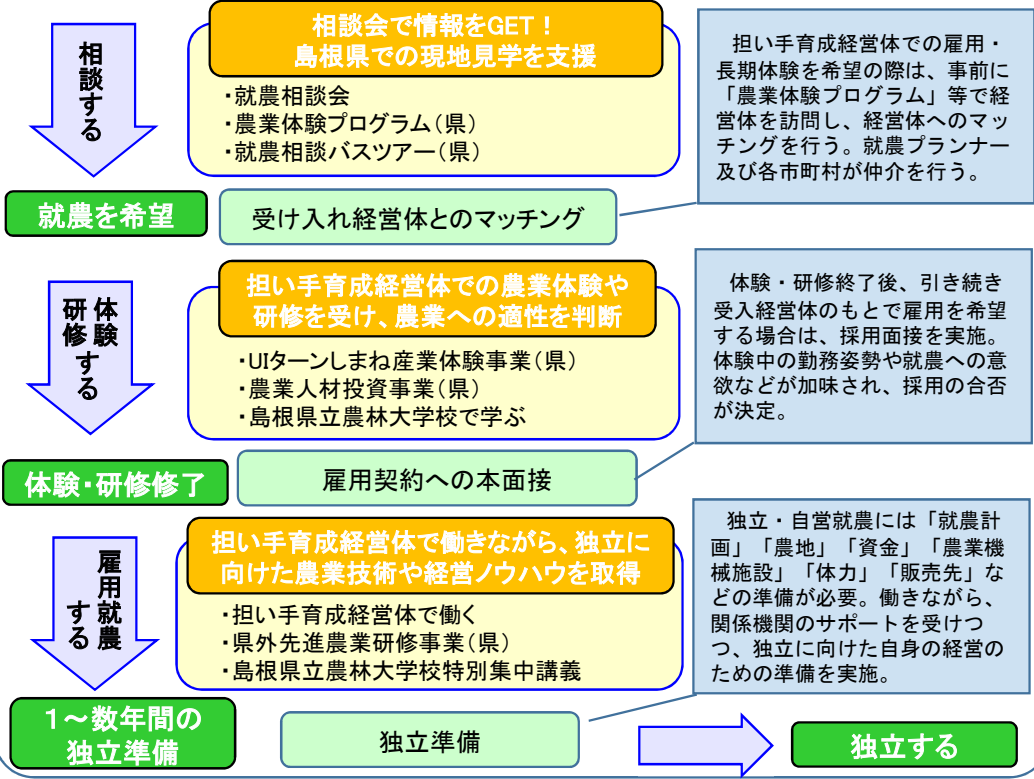 相談する
相談会で情報をGET！
島根県での現地見学を支援
・就農相談会
・農業体験プログラム（県）
・就農相談バスツアー（県）
担い手育成経営体での雇用・
長期体験を希望の際は、事前に
「農業体験プログラム」等で経
営体を訪問し、経営体へのマッ
チングを行う。就農プランナー
及び各市町村が仲介を行う。
就農を希望
受け入れ経営体とのマッチング
体験
研修する
担い手育成経営体での農業体験や
研修を受け、農業への適性を判断
・UIターンしまね産業体験事業（県）
・農業人材投資事業（県）
・島根県立農林大学校で学ぶ
体験・研修終了後、引き続き
受入経営体のもとで雇用を希望
する場合は、採用面接を実施。
体験中の勤務姿勢や就農への意
欲などが加味され、採用の合否
が決定。
体験・研修修了
雇用契約への本面接
雇用就農
する
担い手育成経営体で働きながら、独立に
向けた農業技術や経営ノウハウを取得
・担い手育成経営体で働く
・県外先進農業研修事業（県）
・島根県立農林大学校特別集中講義
独立・自営就農には「就農計
画」「農地」「資金」「農業機
械施設」「体力」「販売先」な
どの準備が必要。働きながら、
関係機関のサポートを受けつ
つ、独立に向けた自身の経営の
ための準備を実施。
１～数年間の
独立準備
独立準備
独立する